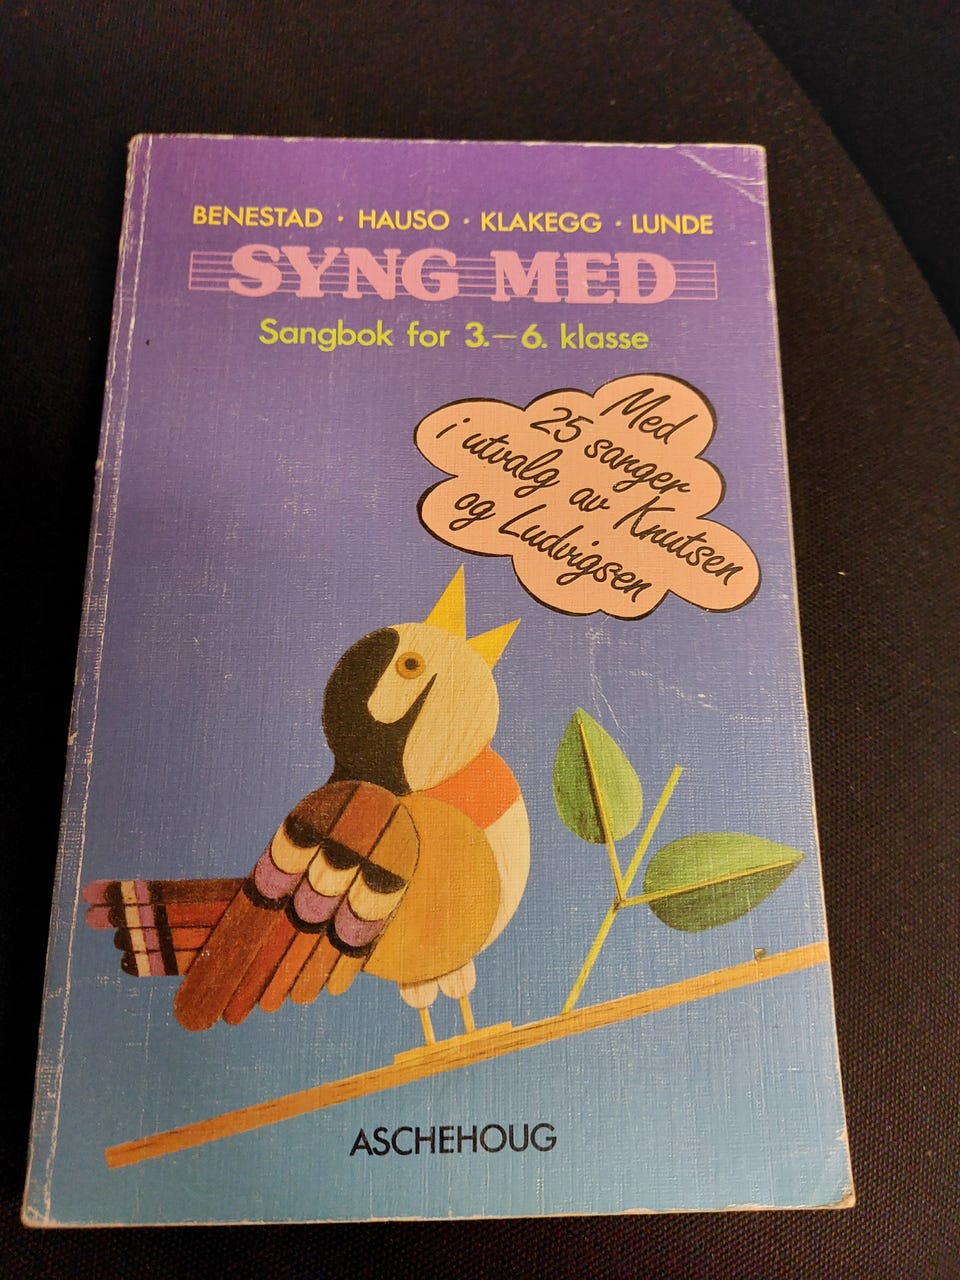 BENESTAD · HAUSO · KLAKEGG · LUNDE
SYNG MED
Sangbok for 3.—6. klasse
Med
25 sanger
i utvalg av Knutsen
og Ludvigsen
ASCHEHOUG